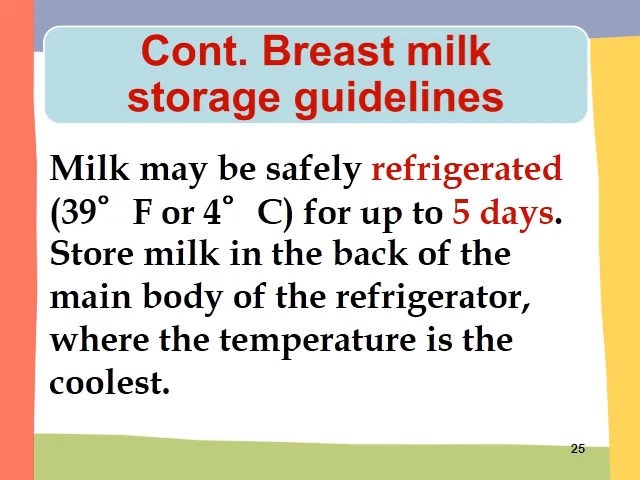 Cont. Breast milk
storage guidelines
Milk may be safely refrigerated
(39° F or 4° C) for up to 5 days.
Store milk in the back of the
main body of the refrigerator,
where the temperature is the
coolest.
25